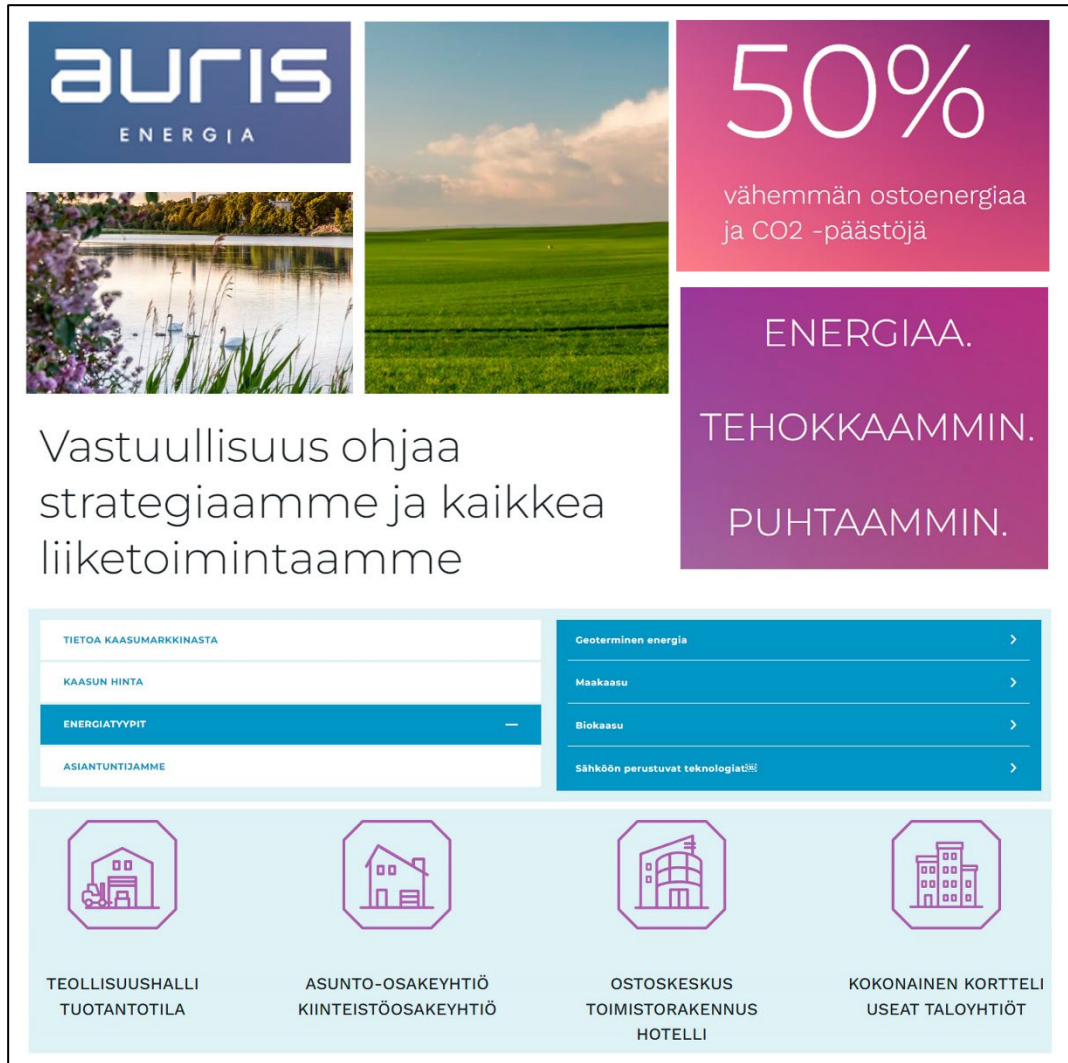 auris
ENERGIA
50%
vähemmän ostoenergiaa
ja CO2 -päästöjä
ENERGIAA.
TEHOKKAAMMIN.
PUHTAAMMIN.
Vastuullisuus ohjaa
strategiaamme ja kaikkea
liiketoimintaamme
TIETOA KAASUMARKKINASTA
KAASUN HINTA
ENERGIATYYPIT
ASIANTUNTIJAMME
Geoterminen energia
Maakaasu
Biokaasu
Sähköön perustuvat teknologiat
TEOLLISUUSHALLI
TUOTANTOTILA
ASUNTO-OSAKEYHTIÖ
KIINTEISTÖOSAKEYHTIÖ
OSTOSKESKUS
TOIMISTORAKENNUS
HOTELLI
KOKONAINEN KORTTELI
USEAT TALOYHTIÖT